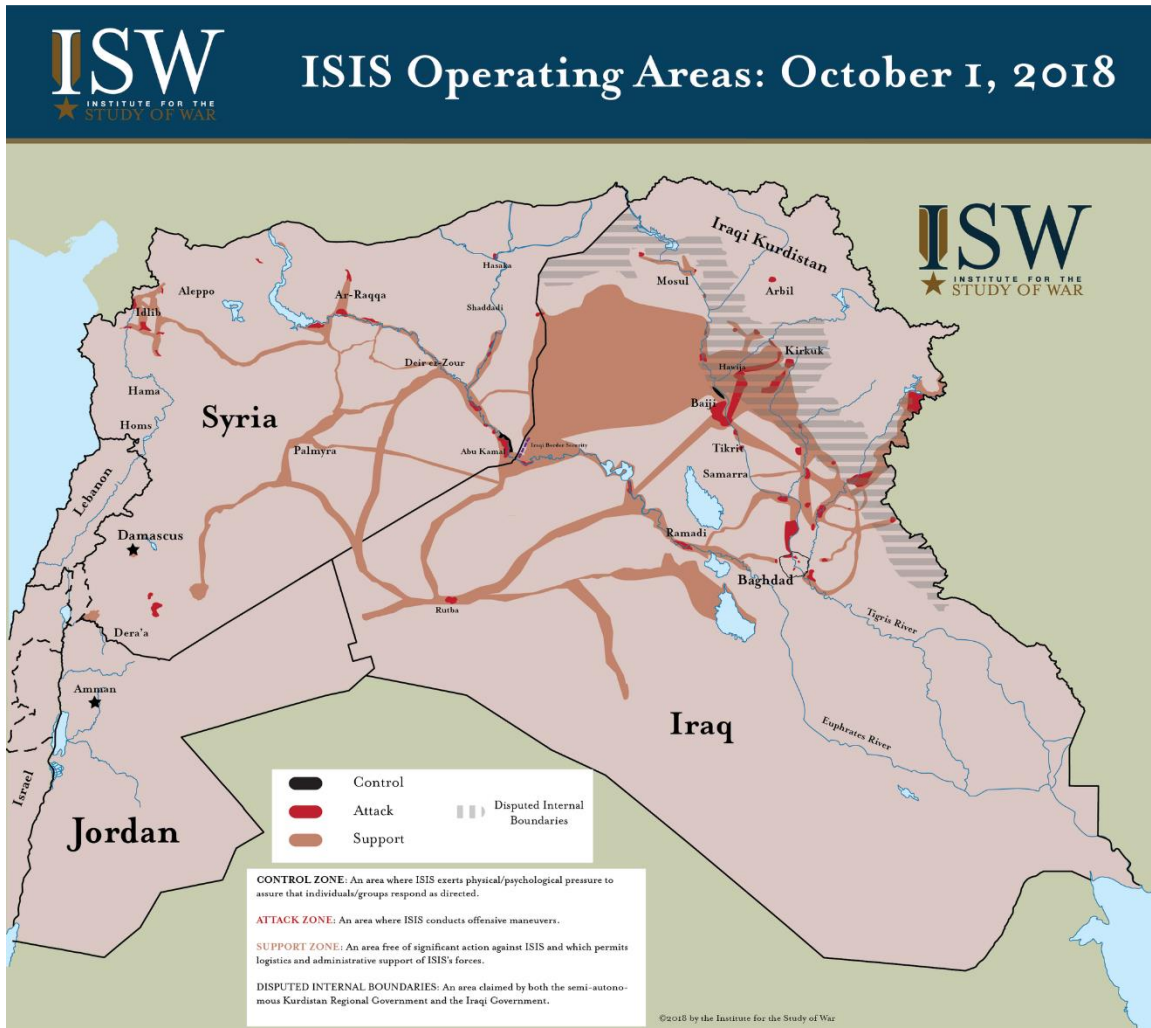 ISW
INSTITUTE FOR THE
STUDY OF WAR
ISIS Operating Areas: October 1, 2018
ISW
INSTITUTE FOR THE
STUDY OF WAR
Iraqi Kurdistan
Hasaka
Mosul
Arbil
Aleppo
Ar-Raqqa
Idlib
Shaddadi
Kirkuk
Deir ez-Zour
Hawija
Hama
Baiji
Syria
Homs
Palmyra
Abu Kamal
Iraqi Border Security
Tikrit
Samarra
Lebanon
Damascus
Ramadi
Baghdad
Rutba
Dera'a
Tigris River
Amman
Iraq
Euphrates River
Israel
Jordan
Control
Attack
Support
Disputed Internal
Boundaries
CONTROL ZONE: An area where ISIS exerts physical/psychological pressure to
assure that individuals/groups respond as directed.
ATTACK ZONE: An area where ISIS conducts offensive maneuvers.
SUPPORT ZONE: An area free of significant action against ISIS and which permits
logistics and administrative support of ISIS's forces.
DISPUTED INTERNAL BOUNDARIES: An area claimed by both the semi-autono-
mous Kurdistan Regional Government and the Iraqi Government.
©2018 by the Institute for the Study of War